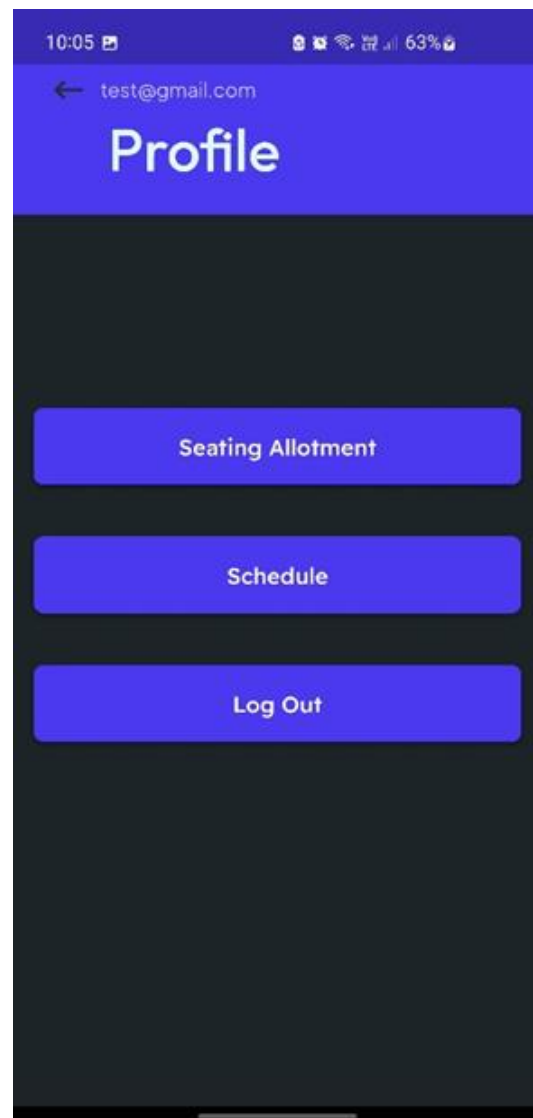 10:05 63%
test@gmail.com
Profile
Seating Allotment
Schedule
Log Out